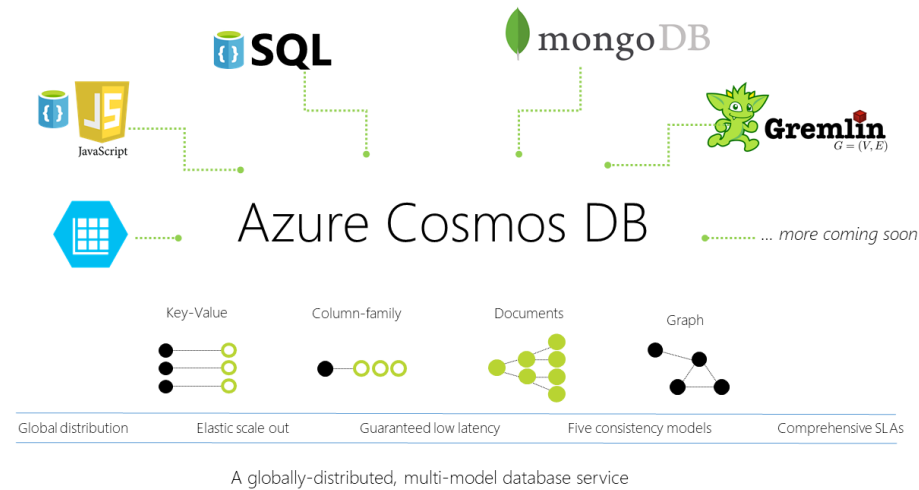 SQL
mongoDB
JS
JavaScript
Gremlin
G = (V, E)
Azure Cosmos DB
... more coming soon
Key-Value
Column-family
Documents
Graph
Global distribution
Elastic scale out
Guaranteed low latency
Five consistency models
Comprehensive SLAs
A globally-distributed, multi-model database service